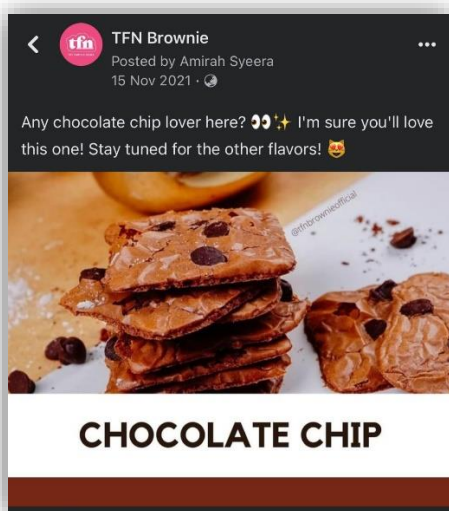 tfn
TFN Brownie
Posted by Amirah Syeera
15 Nov 2021 ·
Any chocolate chip lover here? 👀✨ I'm sure you'll love
this one! Stay tuned for the other flavors! 😻
@tfnbrownieofficial
CHOCOLATE CHIP